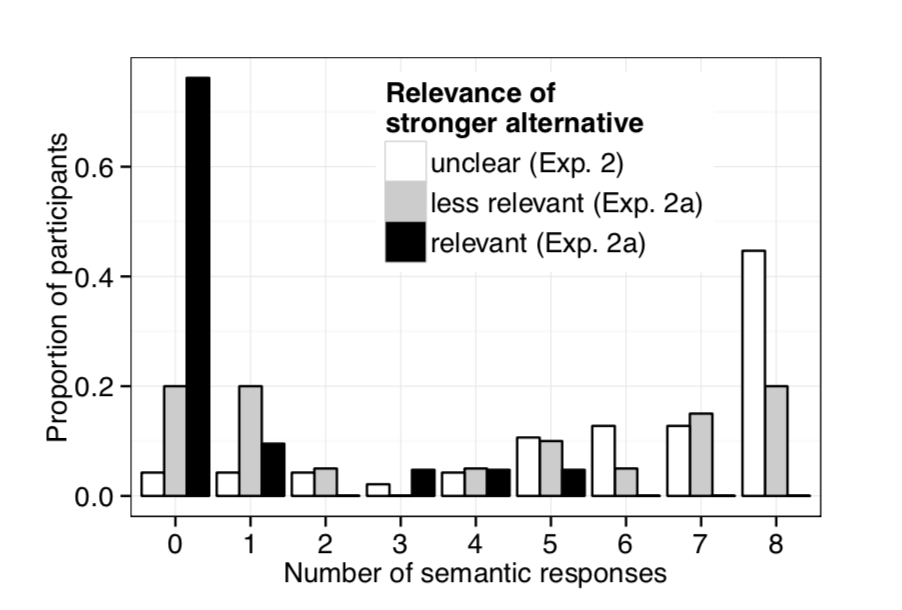 Relevance of
stronger alternative
unclear (Exp. 2)
less relevant (Exp. 2a)
relevant (Exp. 2a)
Proportion of participants
0.6
0.4
0.2
0.0
0 1 2 3 4 5 6 7 8
Number of semantic responses